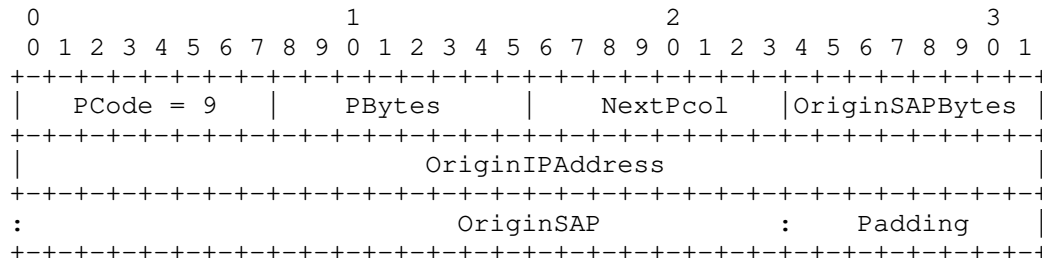 0                   1                   2                   3
 0 1 2 3 4 5 6 7 8 9 0 1 2 3 4 5 6 7 8 9 0 1 2 3 4 5 6 7 8 9 0 1
+-+-+-+-+-+-+-+-+-+-+-+-+-+-+-+-+-+-+-+-+-+-+-+-+-+-+-+-+-+-+-+-+
|   PCode = 9   |    PBytes     |    NextPcol   |OriginSAPBytes |
+-+-+-+-+-+-+-+-+-+-+-+-+-+-+-+-+-+-+-+-+-+-+-+-+-+-+-+-+-+-+-+-+
|                         OriginIPAddress                       |
+-+-+-+-+-+-+-+-+-+-+-+-+-+-+-+-+-+-+-+-+-+-+-+-+-+-+-+-+-+-+-+-+
:                           OriginSAP           :    Padding    |
+-+-+-+-+-+-+-+-+-+-+-+-+-+-+-+-+-+-+-+-+-+-+-+-+-+-+-+-+-+-+-+-+